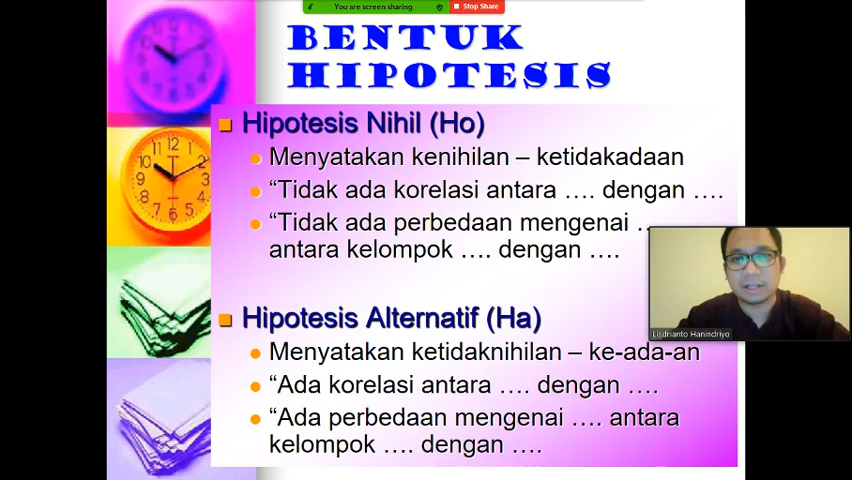 You are screen sharing
Stop Share
BENTUK
HIPOTESIS
Hipotesis Nihil (Ho)
Menyatakan kenihilan – ketidakadaan
“Tidak ada korelasi antara …. dengan ….
“Tidak ada perbedaan mengenai …
antara kelompok …. dengan ….
Lisdrianto Hanindriyo
Hipotesis Alternatif (Ha)
Menyatakan ketidaknihilan – ke-ada-an
“Ada korelasi antara …. dengan ….
“Ada perbedaan mengenai …. antara
kelompok …. dengan ….